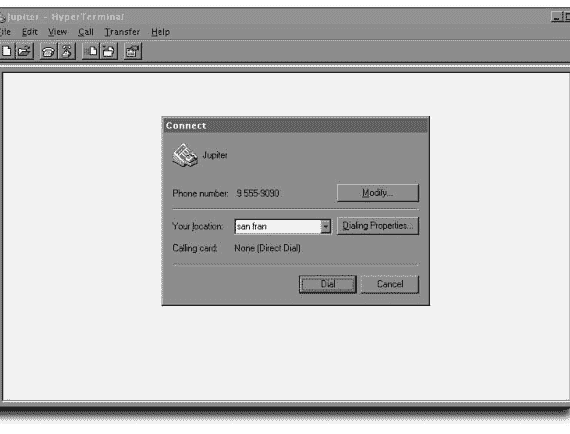 Jupiter - HyperTerminal
File Edit View Call Transfer Help
Connect
Jupiter
Phone number: 9 555-9090
Modify...
Your location: san fran
Dialing Properties...
Calling card: None (Direct Dial)
Dial Cancel